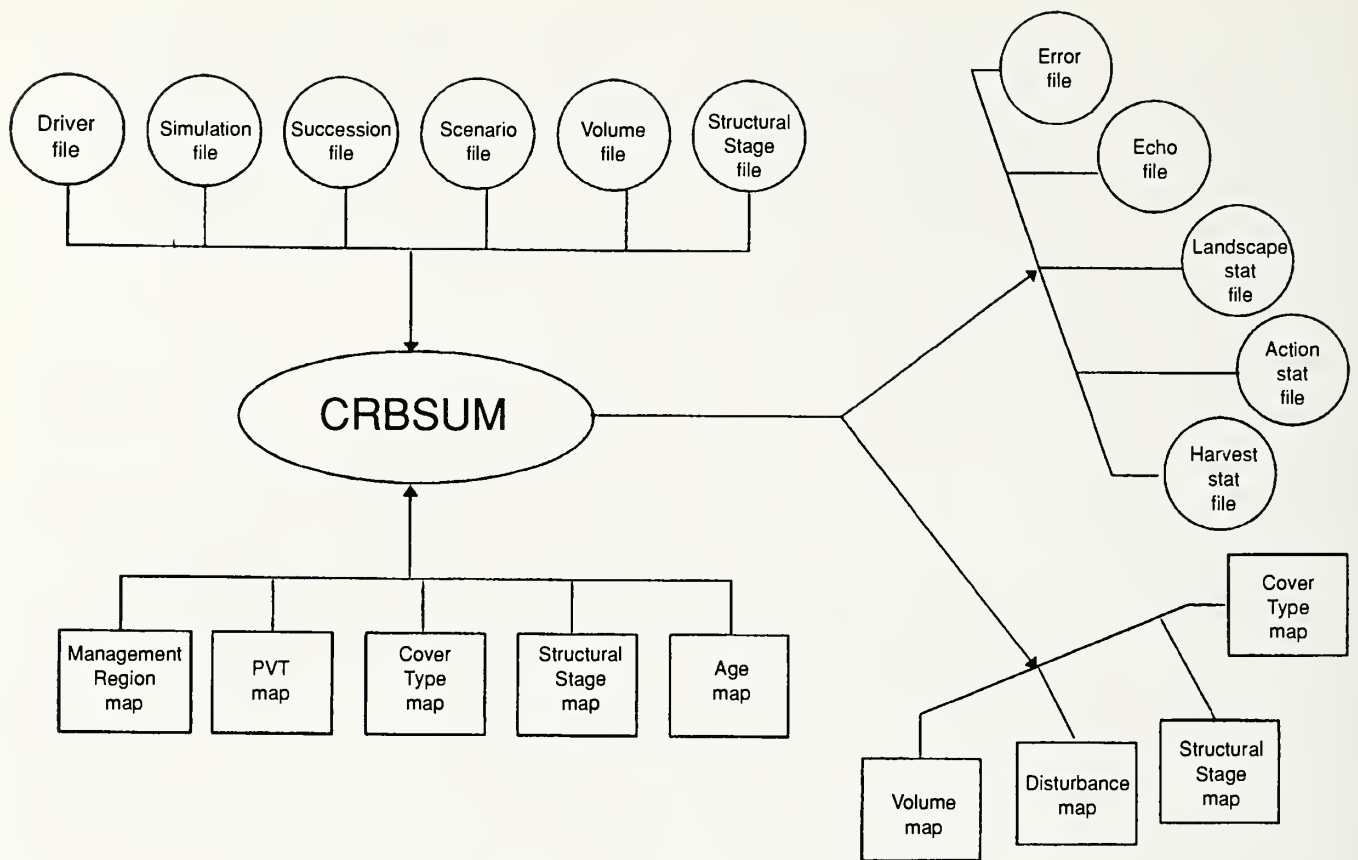 Driver
file
Simulation
file
Succession
file
Scenario
file
Volume
file
Structural
Stage
file
Error
file
Echo
file
Landscape
stat
file
Action
stat
file
Harvest
stat
file
CRBSUM
Management
Region
map
PVT
map
Cover
Type
map
Structural
Stage
map
Age
map
Cover
Type
map
Structural
Stage
map
Disturbance
map
Volume
map